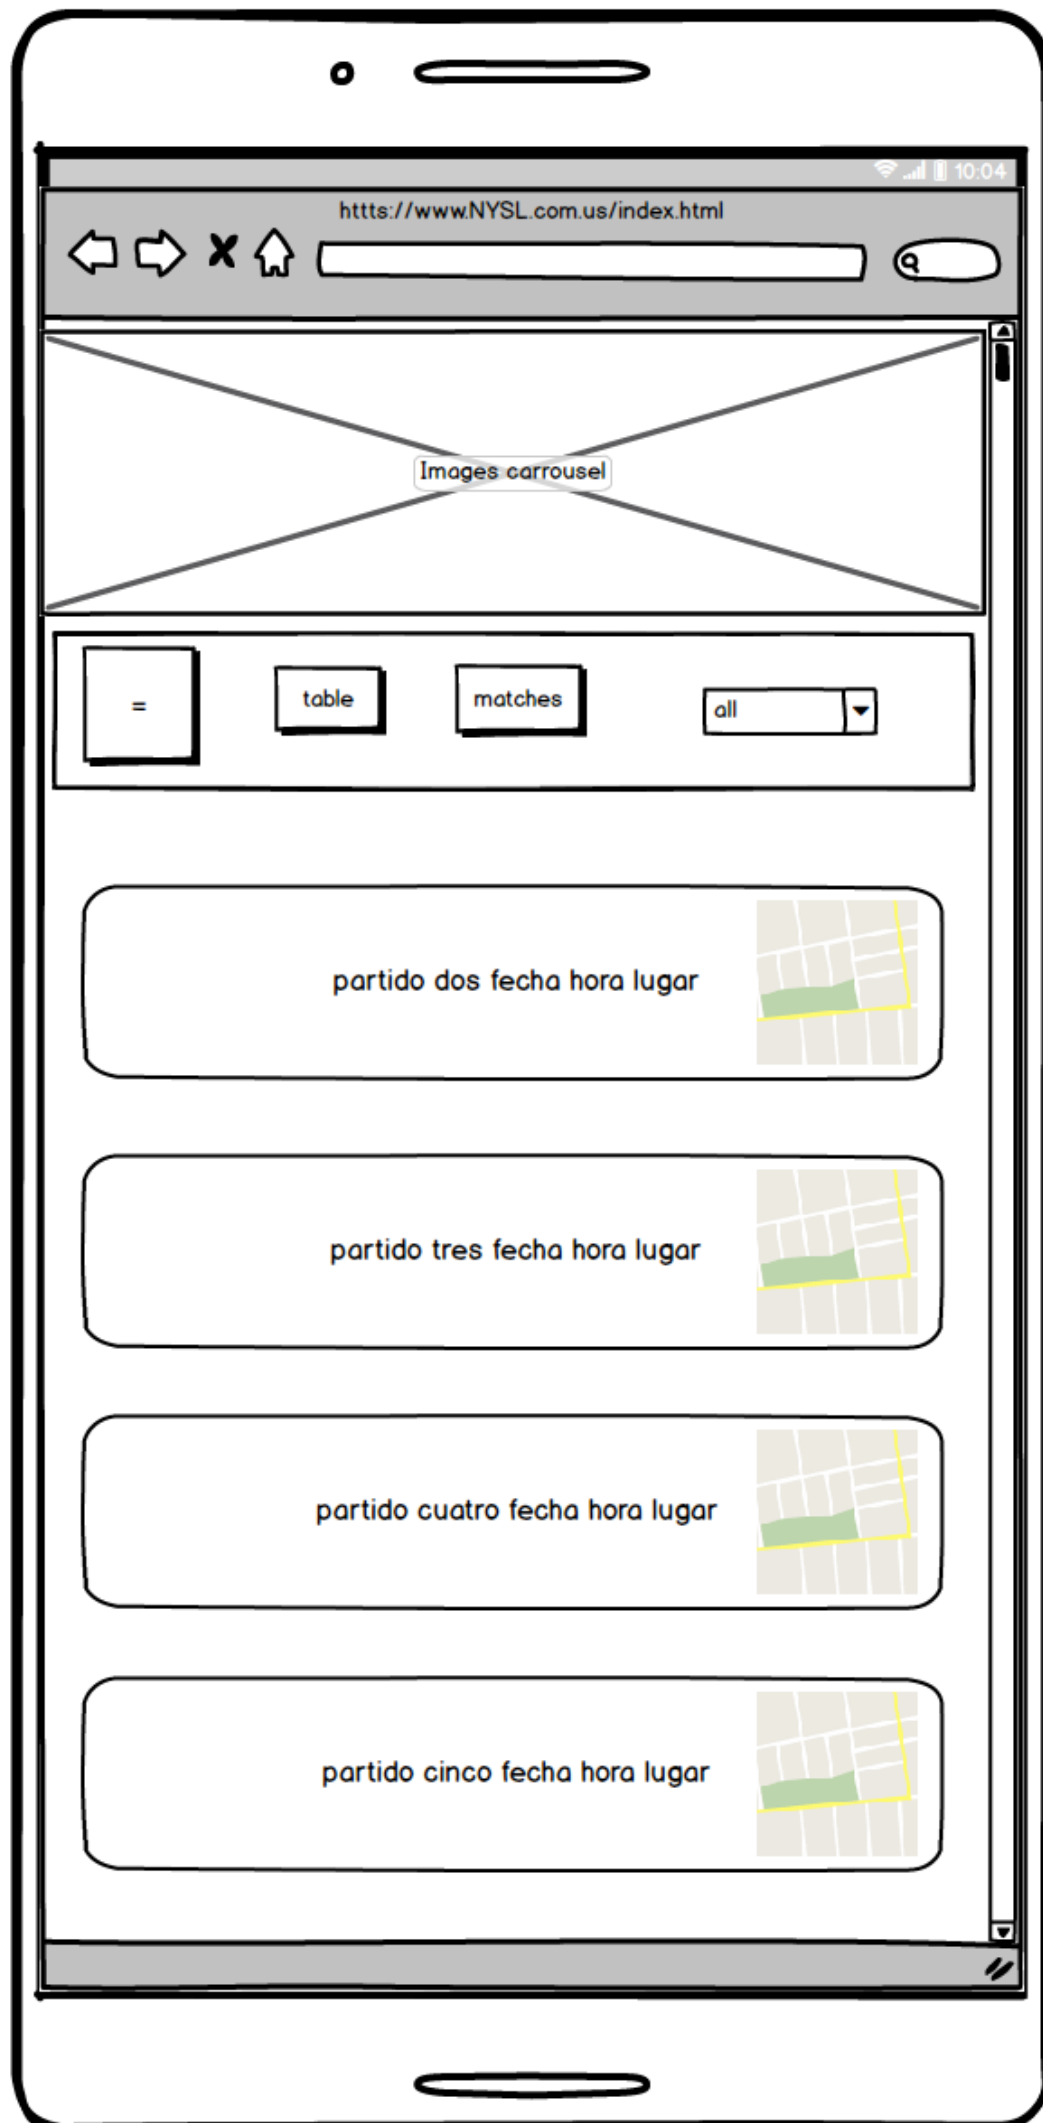 10:04
httts://www.NYSL.com.us/index.html
Images carrousel
=
table
matches
all
partido dos fecha hora lugar
partido tres fecha hora lugar
partido cuatro fecha hora lugar
partido cinco fecha hora lugar